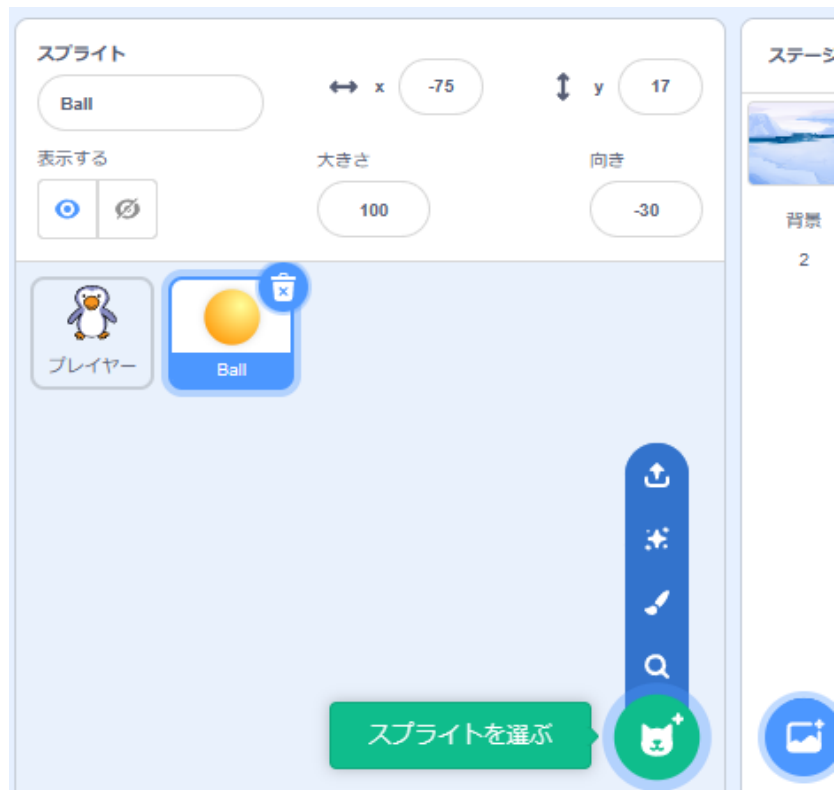 スプライト
Ball
x -75
y 17
ステージ
表示する
大きさ
向き
100
-30
背景
2
プレイヤー
Ball
スプライトを選ぶ